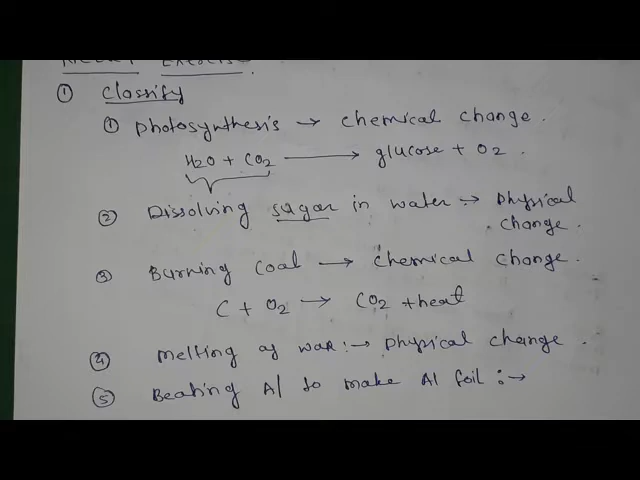 ① Classify
① photosynthesis → chemical change.
H2O + CO2 → glucose + O2.
② Dissolving sugar in water :→ physical change.
③ Burning coal → chemical change.
C + O2 → CO2 + heat
④ melting of wax :→ physical change.
⑤ Beating Al to make Al foil :→